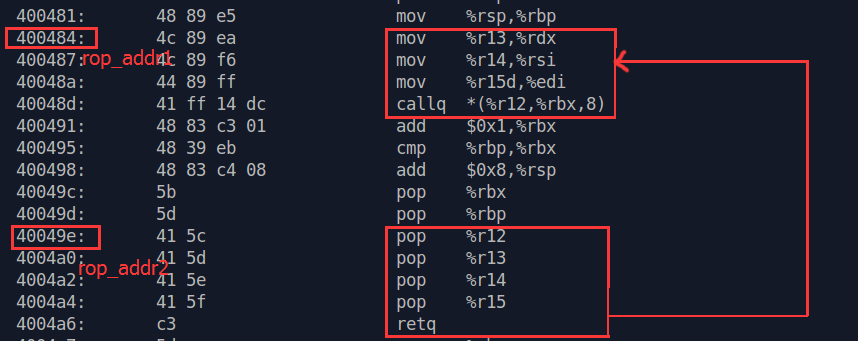 400481: 48 89 e5 mov %rsp,%rbp
400484: 4c 89 ea mov %r13,%rdx
rop_addr1
400487: 4c 89 f6 mov %r14,%rsi
40048a: 44 89 ff mov %r15d,%edi
40048d: 41 ff 14 dc callq *(%r12,%rbx,8)
400491: 48 83 c3 01 add $0x1,%rbx
400495: 48 39 eb cmp %rbp,%rbx
400498: 48 83 c4 08 add $0x8,%rsp
40049c: 5b pop %rbx
40049d: 5d pop %rbp
40049e: 41 5c pop %r12
4004a0: 41 5d pop %r13
rop_addr2
4004a2: 41 5e pop %r14
4004a4: 41 5f pop %r15
4004a6: c3 retq